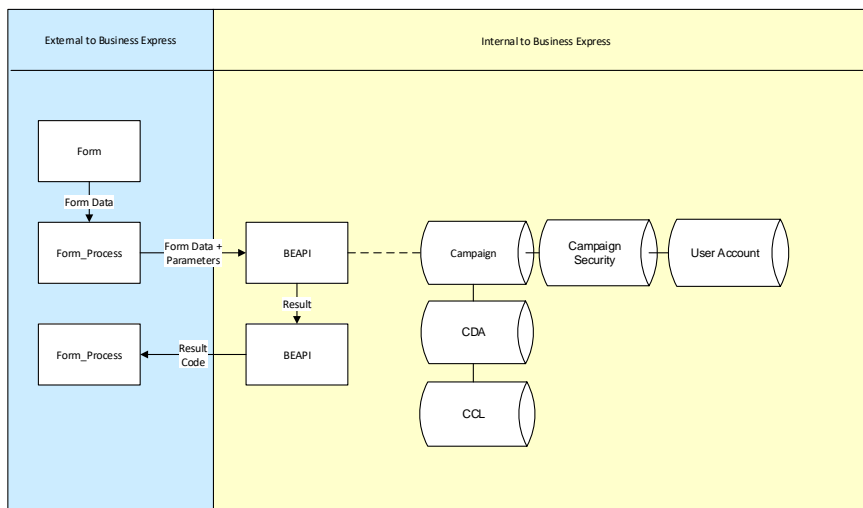 External to Business Express
Internal to Business Express
Form
Form Data
Form_Process
Form Data +
Parameters
BEAPI
Campaign
Campaign
Security
User Account
Result
CDA
Form_Process
Result
Code
BEAPI
CCL